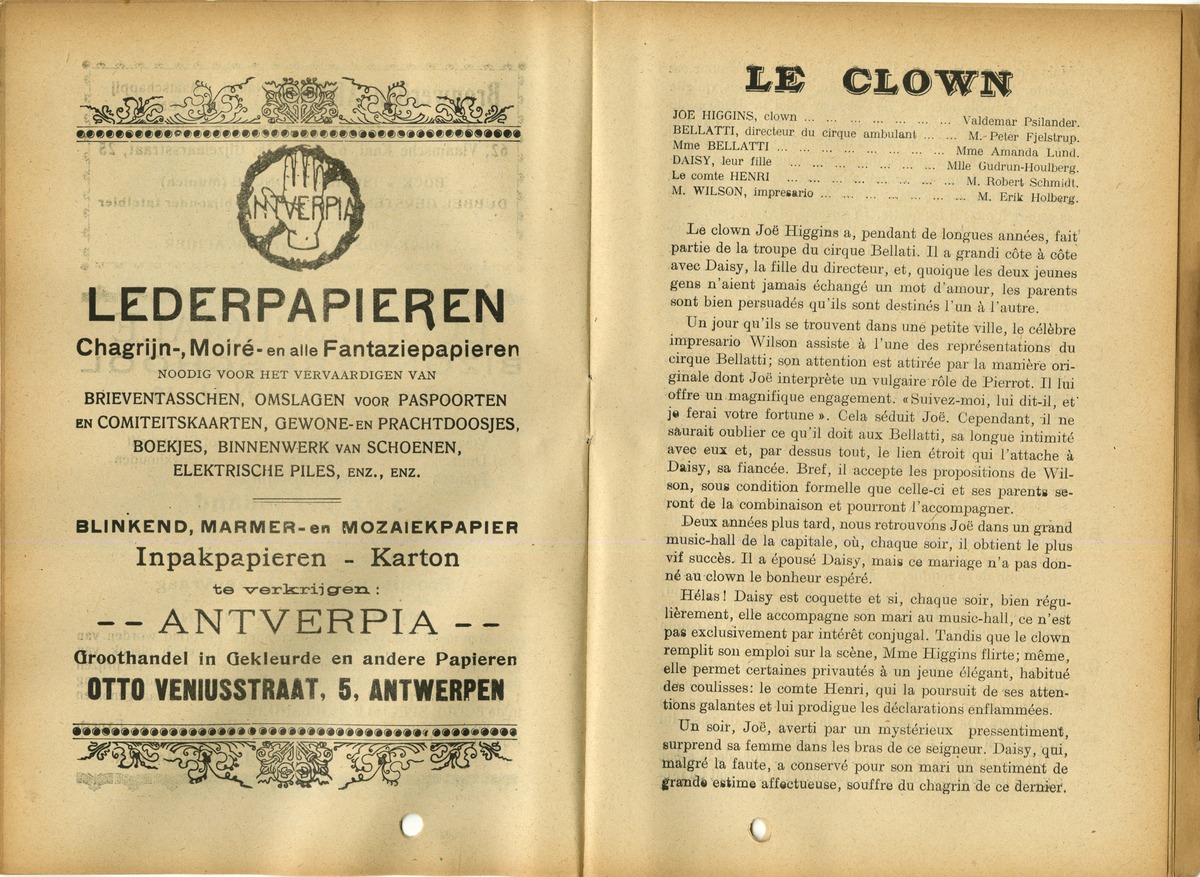 ANTVERPIA
LEDERPAPIEREN
Chagrijn-, Moiré- en alle Fantaziepapieren
NOODIG VOOR HET VERVAARDIGEN VAN
BRIEVENTASSCHEN, OMSLAGEN VOOR PASPOORTEN
EN COMITEITSKAARTEN, GEWONE- EN PRACHTDOOSJES,
BOEKJES, BINNENWERK VAN SCHOENEN,
ELEKTRISCHE PILES, ENZ., ENZ.
BLINKEND, MARMER- en MOZAIEKPAPIER
Inpakpapieren - Karton
te verkrijgen :
-- ANTVERPIA --
Groothandel in Gekleurde en andere Papieren
OTTO VENIUSSTRAAT, 5, ANTWERPEN
LE CLOWN
JOE HIGGINS, clown ... ... ... ... ... ... ... Valdemar Psilander.
BELLATTI, directeur du cirque ambulant ... ... M.- Peter Fjelstrup.
Mme BELLATTI ... ... ... ... ... ... ... ... Mme Amanda Lund.
DAISY, leur fille ... ... ... ... ... ... ... Mlle Gudrun-Houlberg.
Le comte HENRI ... ... ... ... ... ... ... ... M. Robert Schmidt.
M. WILSON, impresario ... ... ... ... ... ... ... M. Erik Holberg.
Le clown Joë Higgins a, pendant de longues années, fait
partie de la troupe du cirque Bellati. Il a grandi côte à côte
avec Daisy, la fille du directeur, et, quoique les deux jeunes
gens n'aient jamais échangé un mot d'amour, les parents
sont bien persuadés qu'ils sont destinés l'un à l'autre.
Un jour qu'ils se trouvent dans une petite ville, le célèbre
impresario Wilson assiste à l'une des représentations du
cirque Bellatti; son attention est attirée par la manière ori-
ginale dont Joë interprète un vulgaire rôle de Pierrot. Il lui
offre un magnifique engagement. «Suivez-moi, lui dit-il, et
je ferai votre fortune ». Cela séduit Joë. Cependant, il ne
saurait oublier ce qu'il doit aux Bellatti, sa longue intimité
avec eux et, par dessus tout, le lien étroit qui l'attache à
Daisy, sa fiancée. Bref, il accepte les propositions de Wil-
son, sous condition formelle que celle-ci et ses parents se-
ront de la combinaison et pourront l'accompagner.
Deux années plus tard, nous retrouvons Joë dans un grand
music-hall de la capitale, où, chaque soir, il obtient le plus
vif succès. Il a épousé Daisy, mais ce mariage n'a pas don-
né au clown le bonheur espéré.
Hélas! Daisy est coquette et si, chaque soir, bien régu-
lièrement, elle accompagne son mari au music-hall, ce n'est
pas exclusivement par intérêt conjugal. Tandis que le clown
remplit son emploi sur la scène, Mme Higgins flirte; même,
elle permet certaines privautés à un jeune élégant, habitué
des coulisses: le comte Henri, qui la poursuit de ses atten-
tions galantes et lui prodigue les déclarations enflammées.
Un soir, Joë, averti par un mystérieux pressentiment,
surprend sa femme dans les bras de ce seigneur. Daisy, qui,
malgré la faute, a conservé pour son mari un sentiment de
grande estime affectueuse, souffre du chagrin de ce dernier.